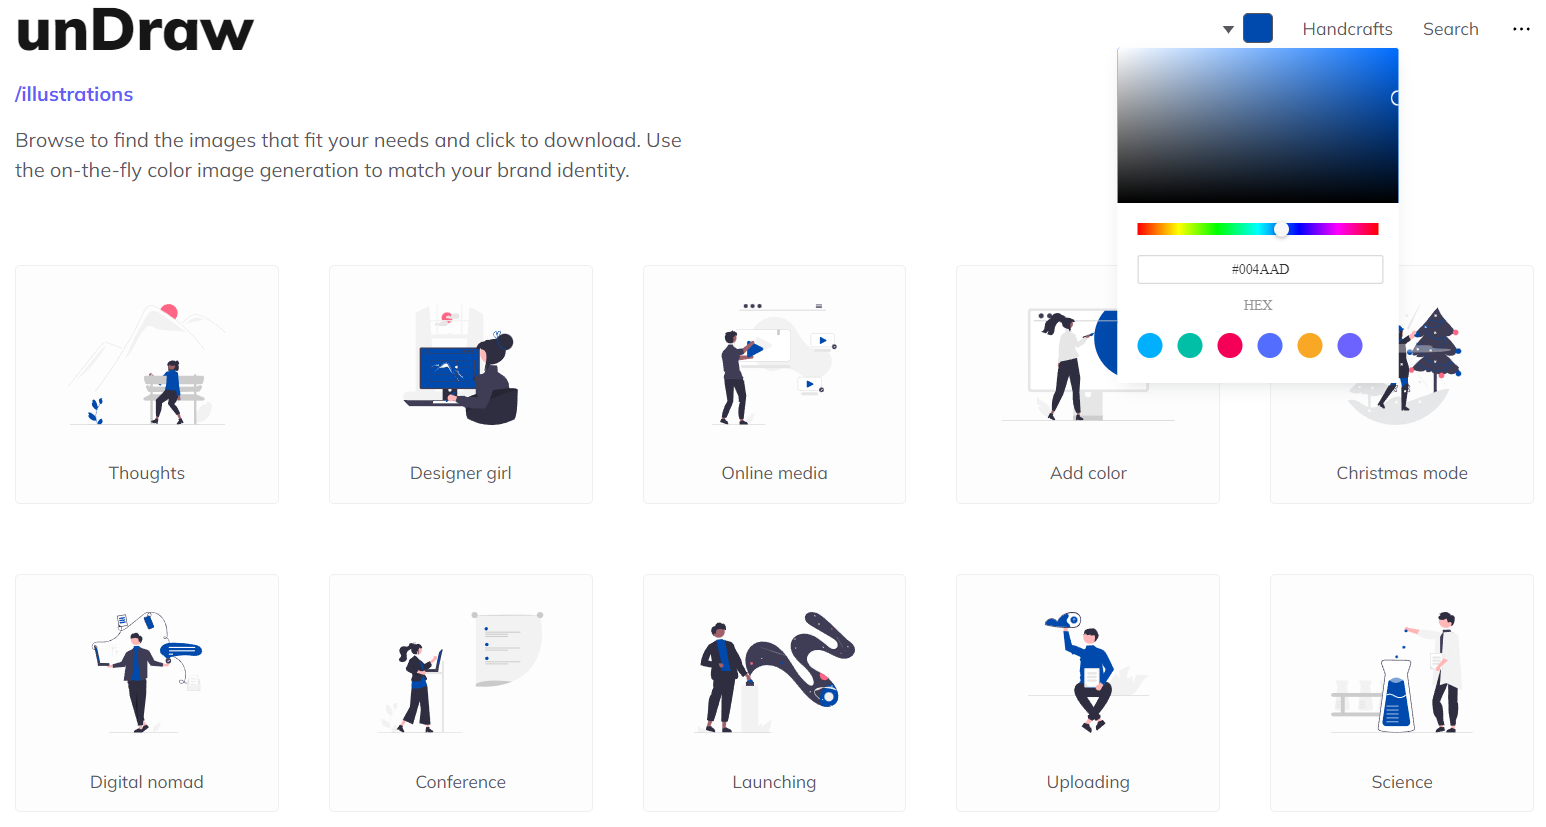 unDraw
Handcrafts
Search
/illustrations
Browse to find the images that fit your needs and click to download. Use
the on-the-fly color image generation to match your brand identity.
#004AAD
HEX
Thoughts
Designer girl
Online media
Add color
Christmas mode
Digital nomad
Conference
Launching
Uploading
Science